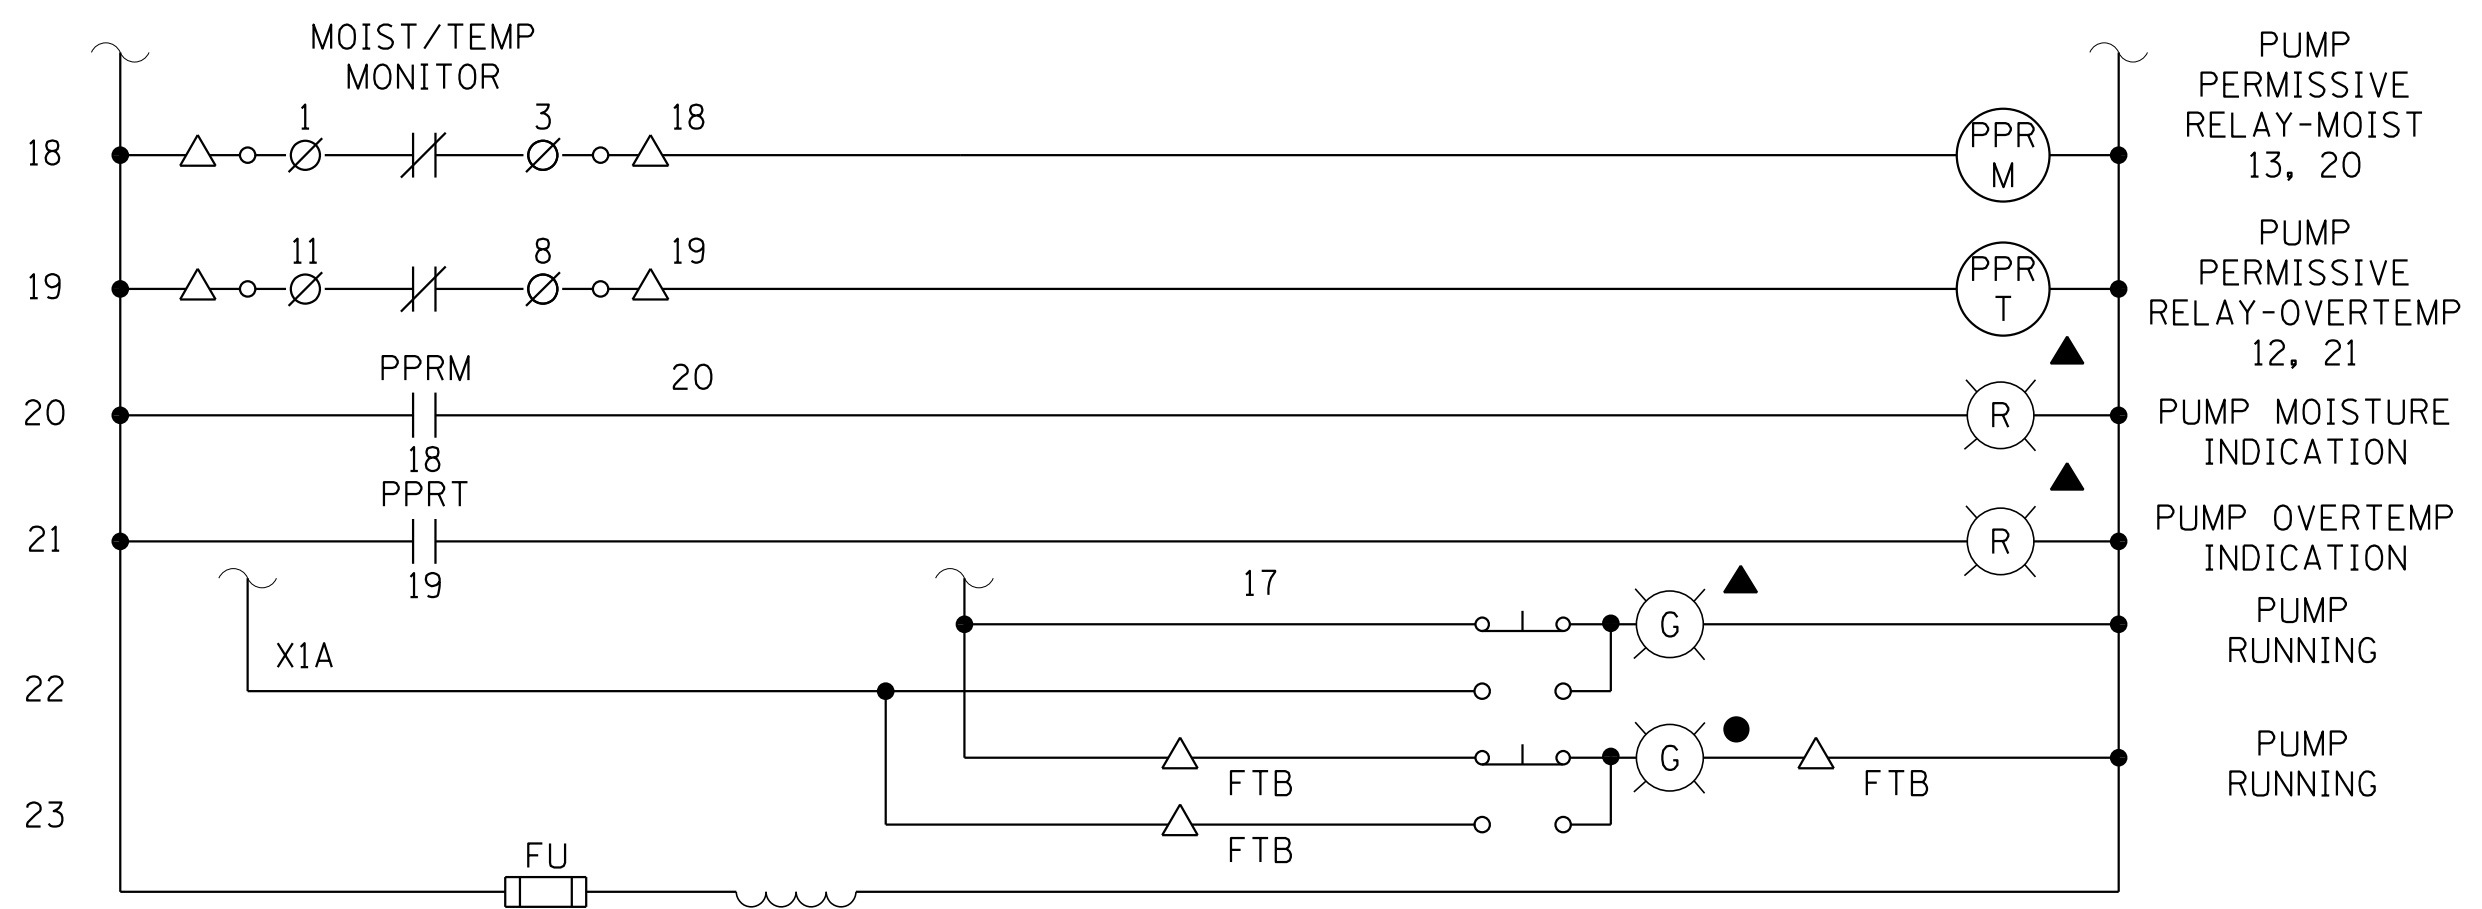 MOIST/TEMP
MONITOR
PUMP
PERMISSIVE
RELAY-MOIST
13, 20
18
1
3
18
PPR
M
PUMP
PERMISSIVE
RELAY-OVERTEMP
12, 21
19
11
8
19
PPR
T
20
PPRM
18
20
R
PUMP MOISTURE
INDICATION
21
PPRT
19
R
PUMP OVERTEMP
INDICATION
17
G
PUMP
RUNNING
X1A
22
FTB
G
FTB
PUMP
RUNNING
23
FTB
FU